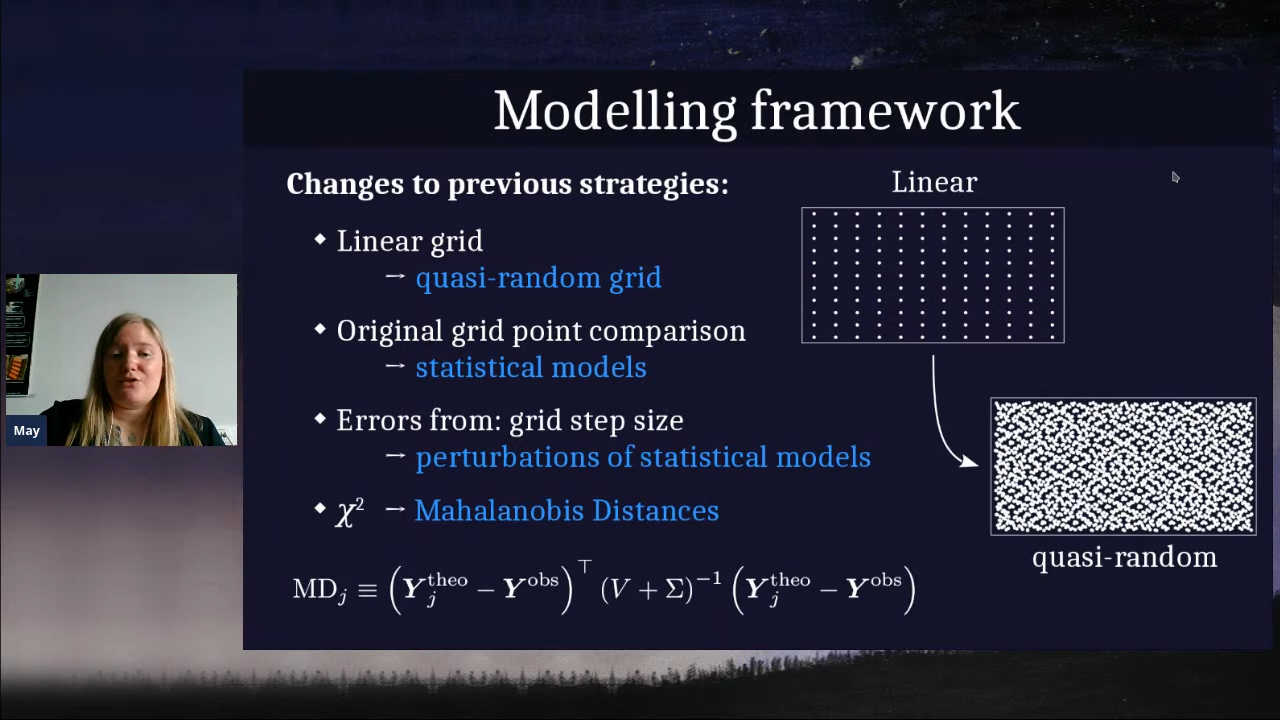 Modelling framework
Changes to previous strategies:
Linear
◆ Linear grid
→ quasi-random grid
◆ Original grid point comparison
→ statistical models
◆ Errors from: grid step size
→ perturbations of statistical models
◆ χ² → Mahalanobis Distances
quasi-random
MD_j ≡ (Y_j^theo − Y^obs)^⊤ (V + Σ)^−1 (Y_j^theo − Y^obs)
May